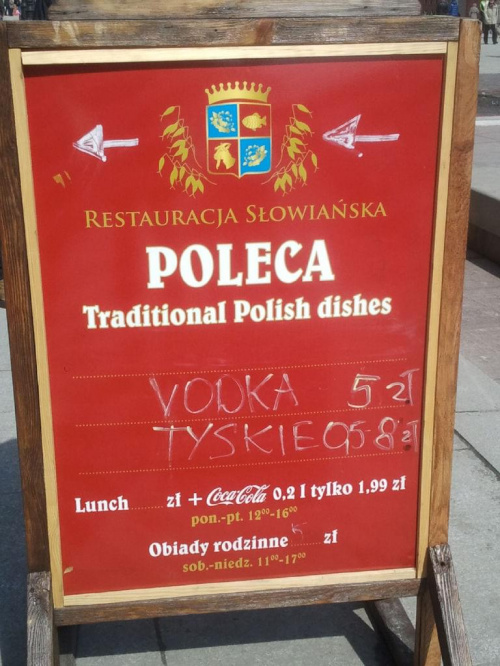 RESTAURACJA SŁOWIAŃSKA
POLECA
Traditional Polish dishes
VODKA 5 zł
TYSKIE 0,5-8 zł
Lunch ........ zł + Coca-Cola 0,2 l tylko 1,99 zł
pon.-pt. 12⁰⁰-16⁰⁰
Obiady rodzinne ........ zł
sob.-niedz. 11⁰⁰-17⁰⁰